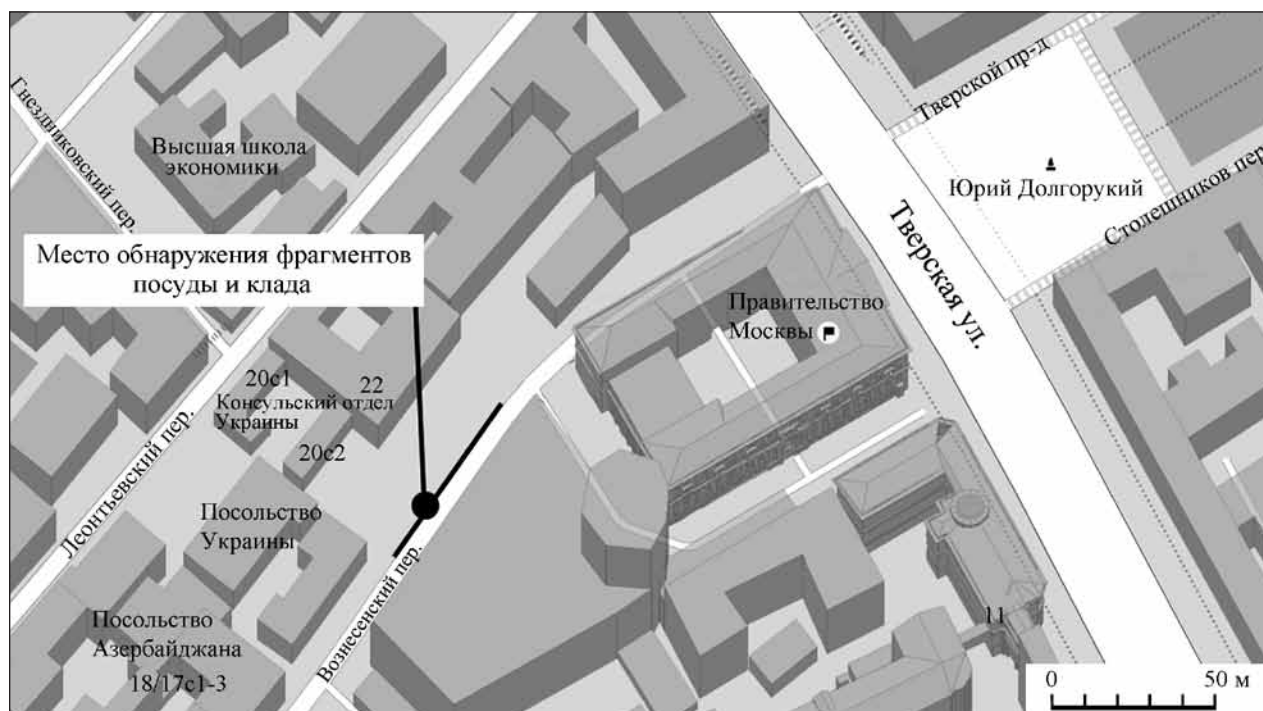 Гнездниковский пер.
Высшая школа
экономики
Тверской пр-д
Юрий Долгорукий
Столешников пер.
Тверская ул.
Место обнаружения фрагментов
посуды и клада
Правительство
Москвы
20с1
22
Консульский отдел
Украины
20с2
Леонтьевский пер.
Посольство
Украины
Вознесенский пер.
Посольство
Азербайджана
18/17с1-3
11
0 50 м